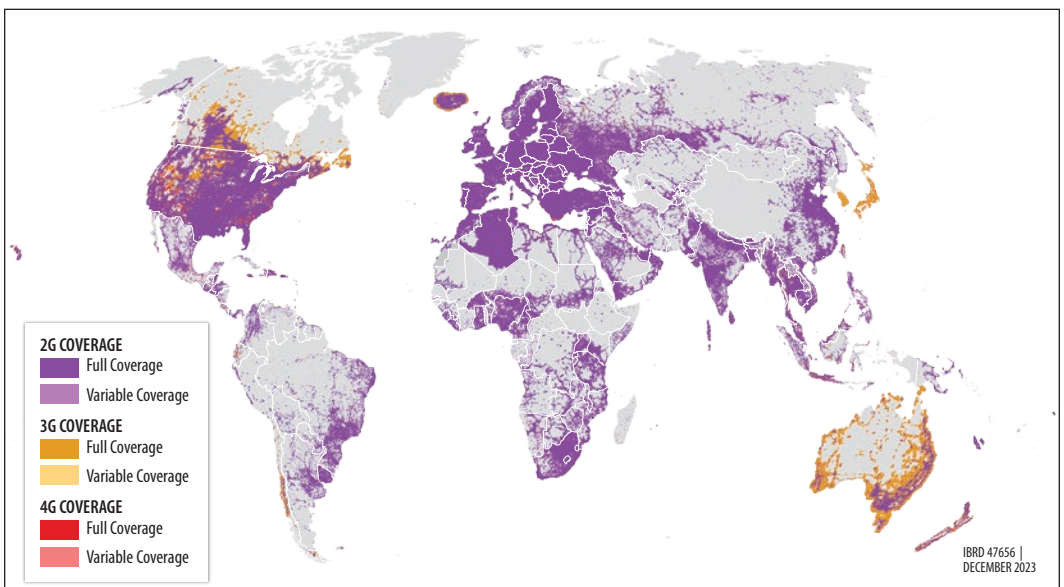 2G COVERAGE
Full Coverage
Variable Coverage
3G COVERAGE
Full Coverage
Variable Coverage
4G COVERAGE
Full Coverage
Variable Coverage
IBRD 47656 |
DECEMBER 2023